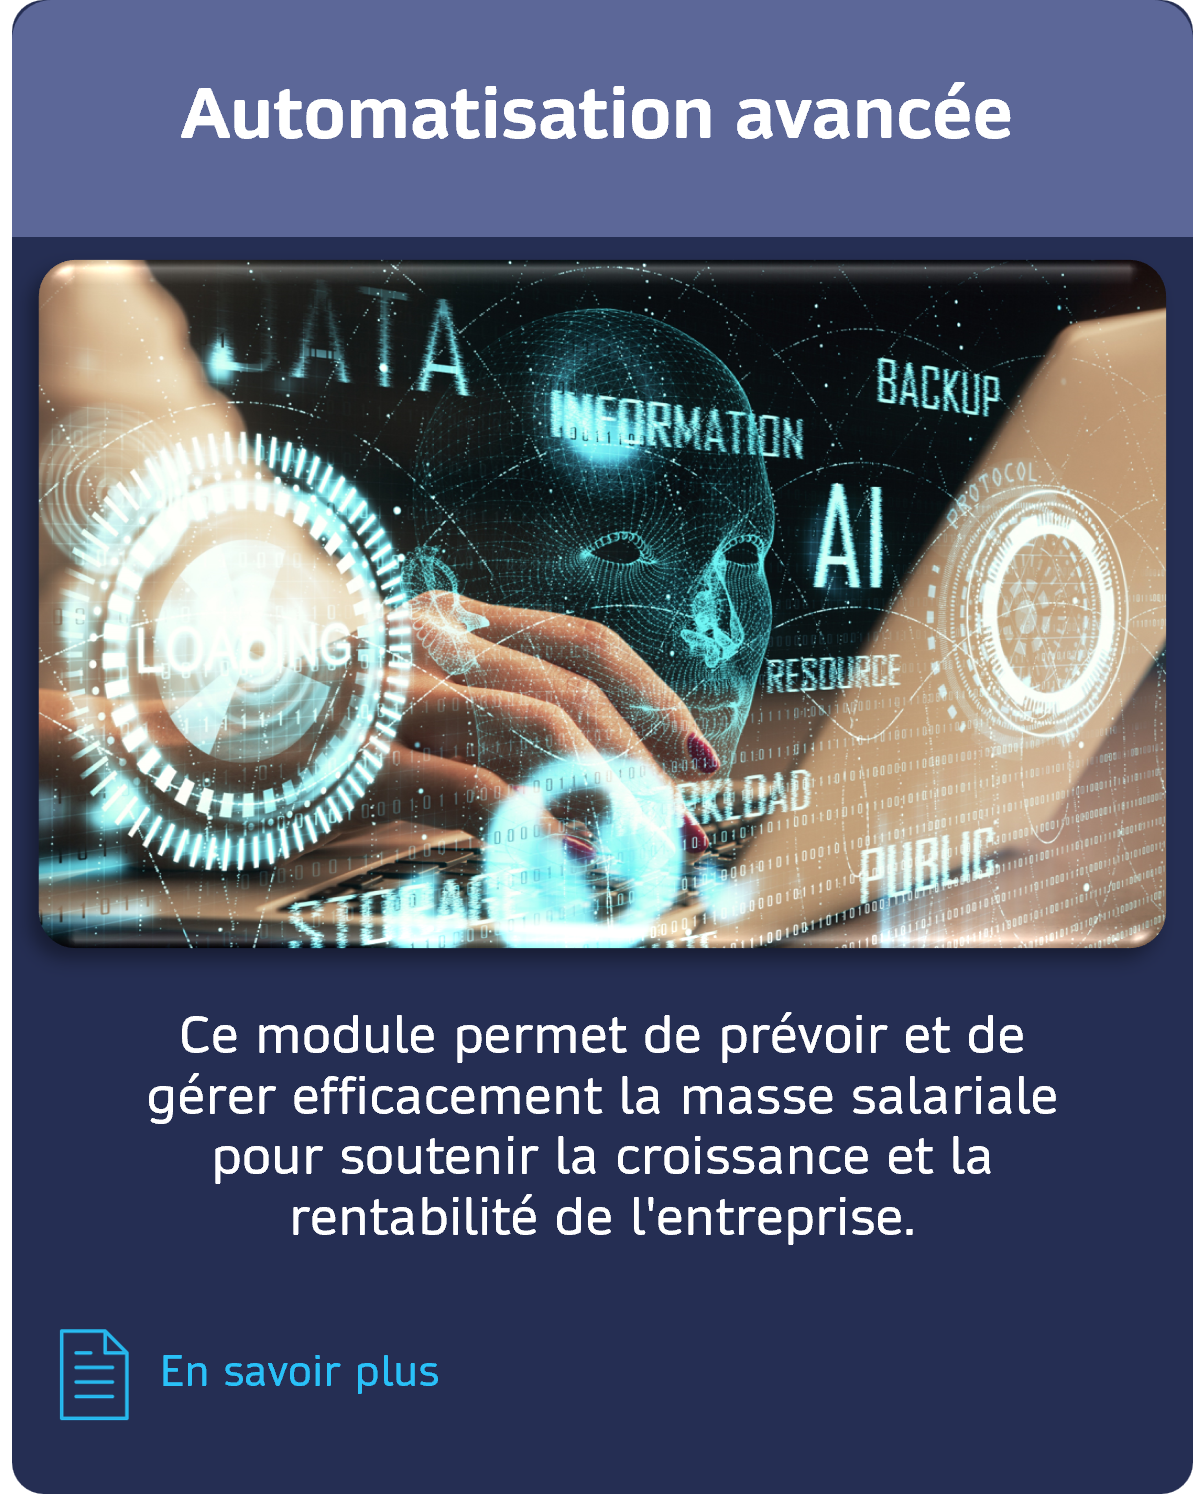 Automatisation avancée
DATA
INFORMATION
BACKUP
AI
PROTOCOL
LOADING
RESOURCE
PUBLIC
Ce module permet de prévoir et de
gérer efficacement la masse salariale
pour soutenir la croissance et la
rentabilité de l'entreprise.
En savoir plus